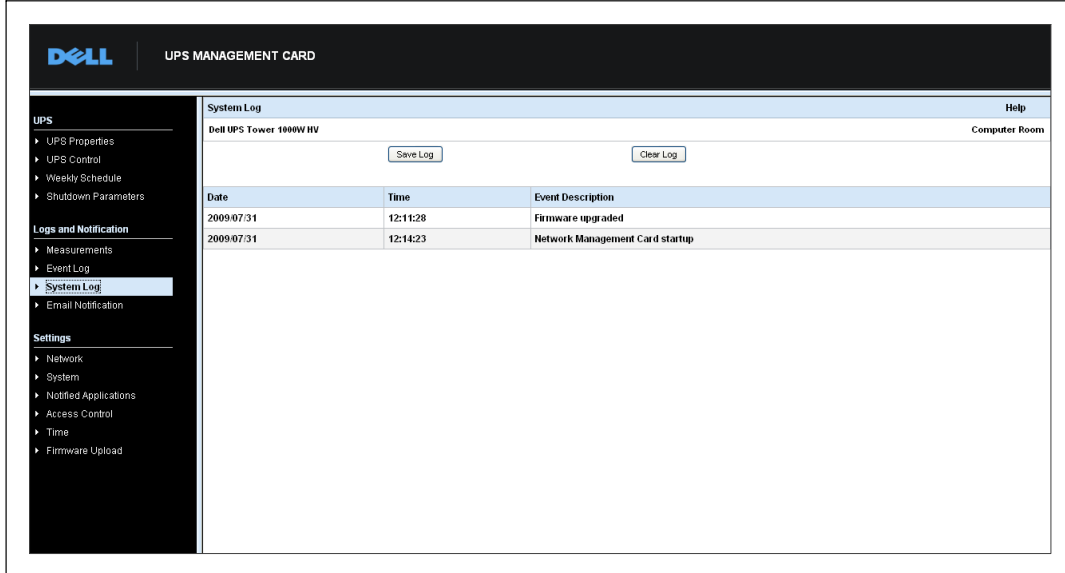 DELL UPS MANAGEMENT CARD
UPS
UPS Properties
UPS Control
Weekly Schedule
Shutdown Parameters
Logs and Notification
Measurements
Event Log
System Log
Email Notification
Settings
Network
System
Notified Applications
Access Control
Time
Firmware Upload
System Log Help
Dell UPS Tower 1000W HV Computer Room
Save Log Clear Log
Date Time Event Description
2009/07/31 12:11:28 Firmware upgraded
2009/07/31 12:14:23 Network Management Card startup